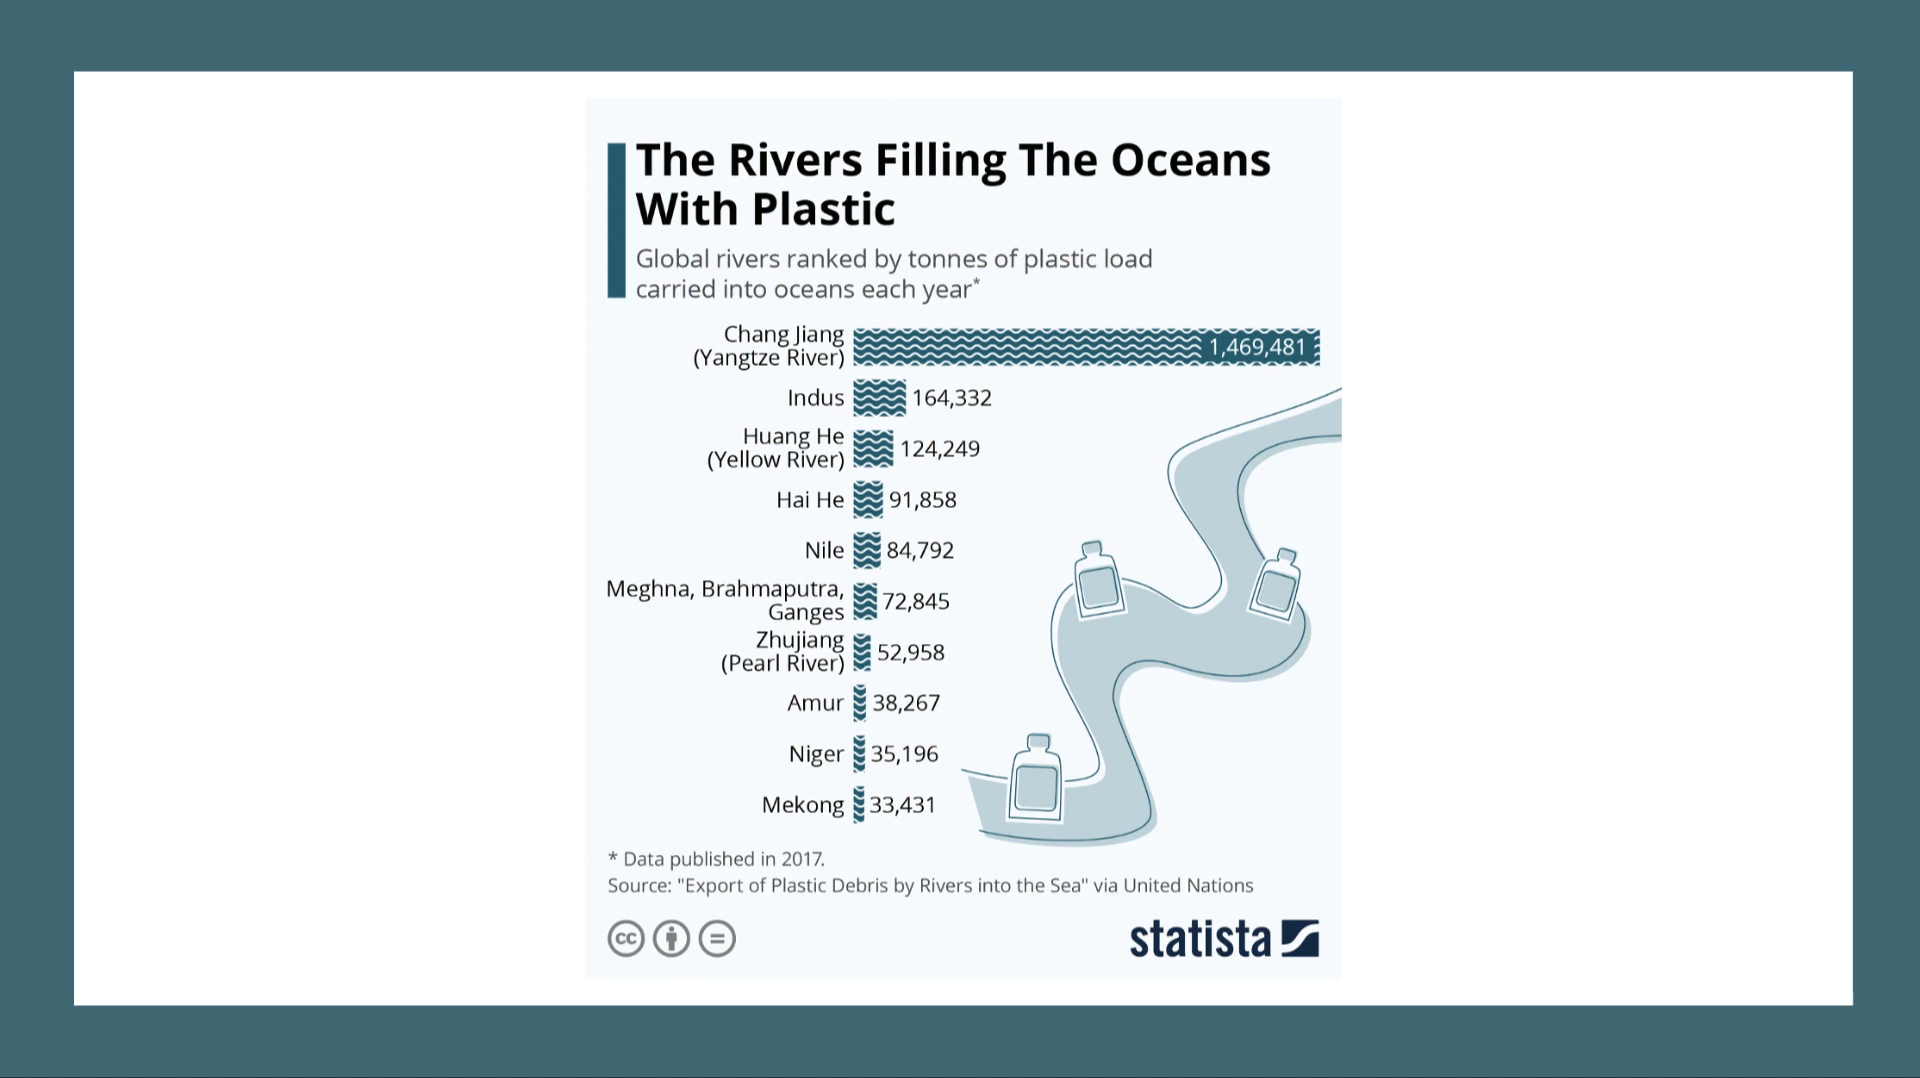 The Rivers Filling The Oceans
With Plastic
Global rivers ranked by tonnes of plastic load
carried into oceans each year*
Chang Jiang
(Yangtze River)
1,469,481
Indus
164,332
Huang He
(Yellow River)
124,249
Hai He
91,858
Nile
84,792
Meghna, Brahmaputra,
Ganges
72,845
Zhujiang
(Pearl River)
52,958
Amur
38,267
Niger
35,196
Mekong
33,431
* Data published in 2017.
Source: "Export of Plastic Debris by Rivers into the Sea" via United Nations
cc
=
statista